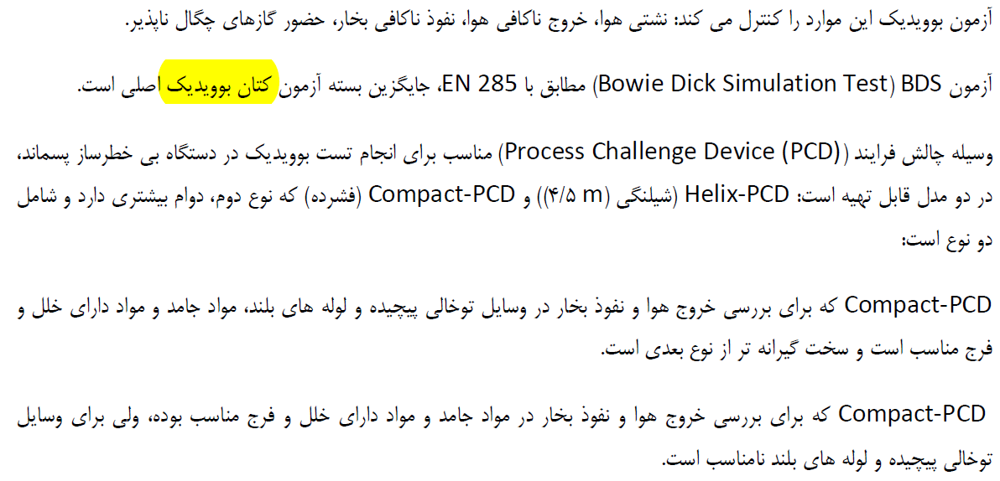 آزمون بوویدیک این موارد را کنترل می کند: نشتی هوا، خروج ناکافی هوا، نفوذ ناکافی بخار، حضور گازهای چگال ناپذیر.
آزمون BDS (Bowie Dick Simulation Test) مطابق با EN 285، جایگزین بسته آزمون کتان بوویدیک اصلی است.
وسیله چالش فرایند (Process Challenge Device (PCD)) مناسب برای انجام تست بوویدیک در دستگاه بی خطرساز پسماند،
در دو مدل قابل تهیه است: Helix-PCD (شیلنگی (۴/۵ m)) و Compact-PCD (فشرده) که نوع دوم، دوام بیشتری دارد و شامل
دو نوع است:
Compact-PCD که برای بررسی خروج هوا و نفوذ بخار در وسایل توخالی پیچیده و لوله های بلند، مواد جامد و مواد دارای خلل و
فرج مناسب است و سخت گیرانه تر از نوع بعدی است.
Compact-PCD که برای بررسی خروج هوا و نفوذ بخار در مواد جامد و مواد دارای خلل و فرج مناسب بوده، ولی برای وسایل
توخالی پیچیده و لوله های بلند نامناسب است.